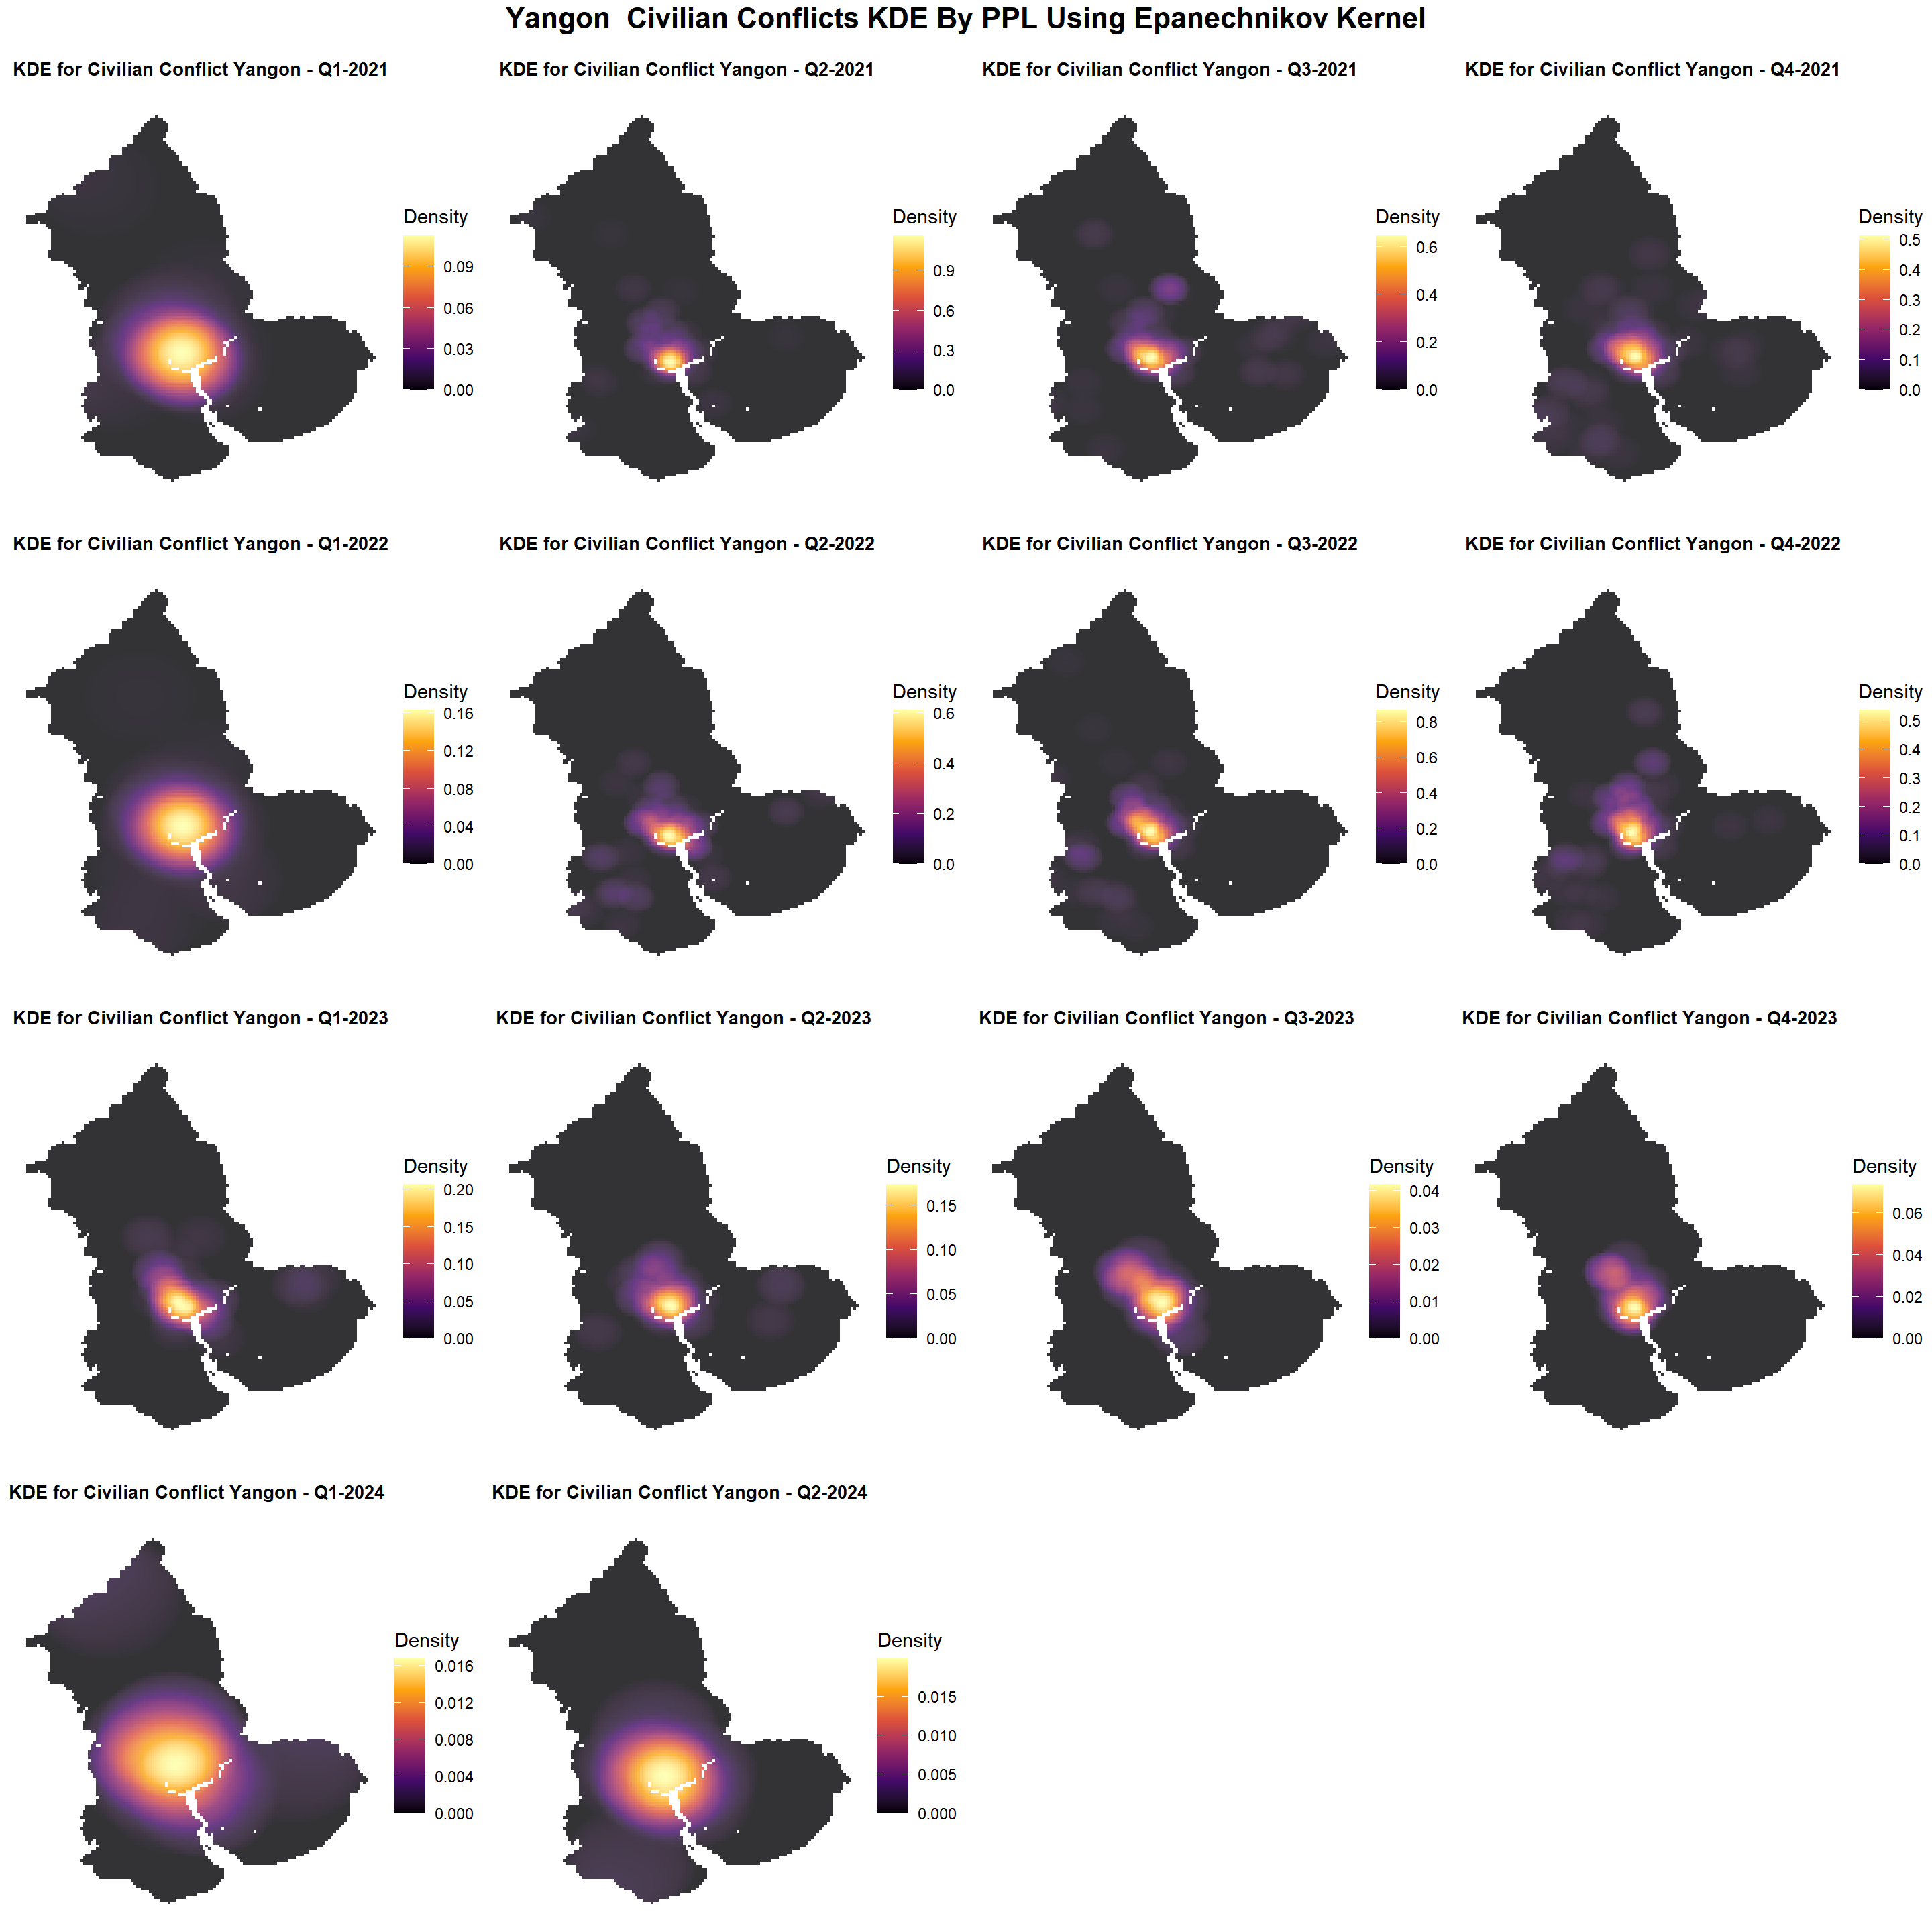 Yangon  Civilian Conflicts KDE By PPL Using Epanechnikov Kernel
KDE for Civilian Conflict Yangon - Q1-2021
Density
0.09
0.06
0.03
0.00
KDE for Civilian Conflict Yangon - Q2-2021
Density
0.9
0.6
0.3
0.0
KDE for Civilian Conflict Yangon - Q3-2021
Density
0.6
0.4
0.2
0.0
KDE for Civilian Conflict Yangon - Q4-2021
Density
0.5
0.4
0.3
0.2
0.1
0.0
KDE for Civilian Conflict Yangon - Q1-2022
Density
0.16
0.12
0.08
0.04
0.00
KDE for Civilian Conflict Yangon - Q2-2022
Density
0.6
0.4
0.2
0.0
KDE for Civilian Conflict Yangon - Q3-2022
Density
0.8
0.6
0.4
0.2
0.0
KDE for Civilian Conflict Yangon - Q4-2022
Density
0.5
0.4
0.3
0.2
0.1
0.0
KDE for Civilian Conflict Yangon - Q1-2023
Density
0.20
0.15
0.10
0.05
0.00
KDE for Civilian Conflict Yangon - Q2-2023
Density
0.15
0.10
0.05
0.00
KDE for Civilian Conflict Yangon - Q3-2023
Density
0.04
0.03
0.02
0.01
0.00
KDE for Civilian Conflict Yangon - Q4-2023
Density
0.06
0.04
0.02
0.00
KDE for Civilian Conflict Yangon - Q1-2024
Density
0.016
0.012
0.008
0.004
0.000
KDE for Civilian Conflict Yangon - Q2-2024
Density
0.015
0.010
0.005
0.000